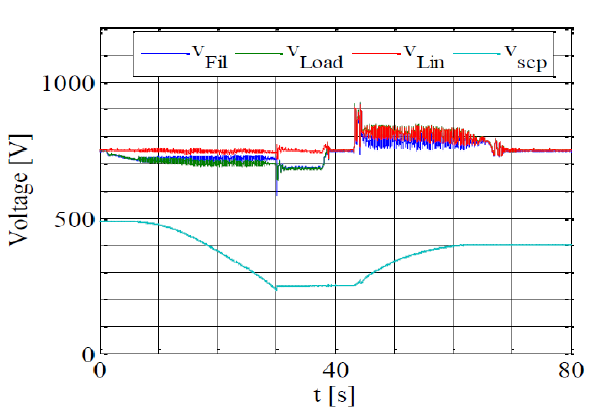 V_Fil V_Load V_Lin V_scp
1000
500
0
Voltage [V]
0 40 80
t [s]